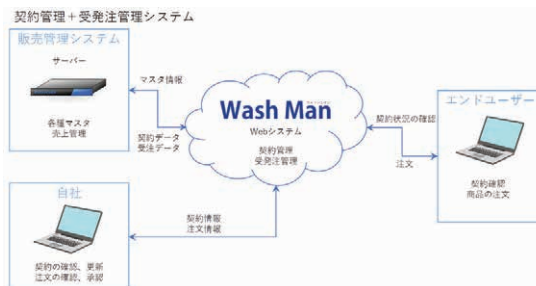 契約管理＋受発注管理システム
販売管理システム
サーバー
各種マスタ
売上管理
マスタ情報
契約データ
受注データ
Wash Man
Webシステム
契約管理
受発注管理
契約状況の確認
注文
エンドユーザー
契約確認
商品の注文
自社
契約の確認、更新
注文の確認、承認
契約情報
注文情報